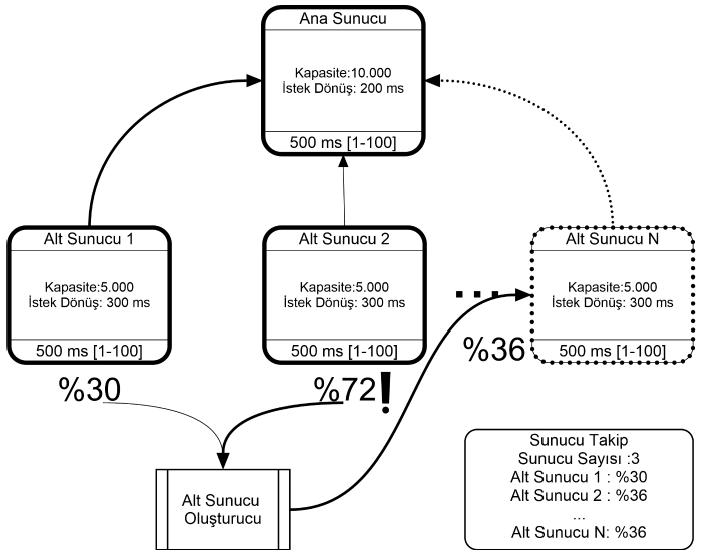 Ana Sunucu
Kapasite:10.000
İstek Dönüş: 200 ms
500 ms [1-100]
Alt Sunucu 1
Kapasite:5.000
İstek Dönüş: 300 ms
500 ms [1-100]
%30
Alt Sunucu 2
Kapasite:5.000
İstek Dönüş: 300 ms
500 ms [1-100]
%72!
...
Alt Sunucu N
Kapasite:5.000
İstek Dönüş: 300 ms
500 ms [1-100]
%36
Alt Sunucu
Oluşturucu
Sunucu Takip
Sunucu Sayısı :3
Alt Sunucu 1 : %30
Alt Sunucu 2 : %36
...
Alt Sunucu N: %36